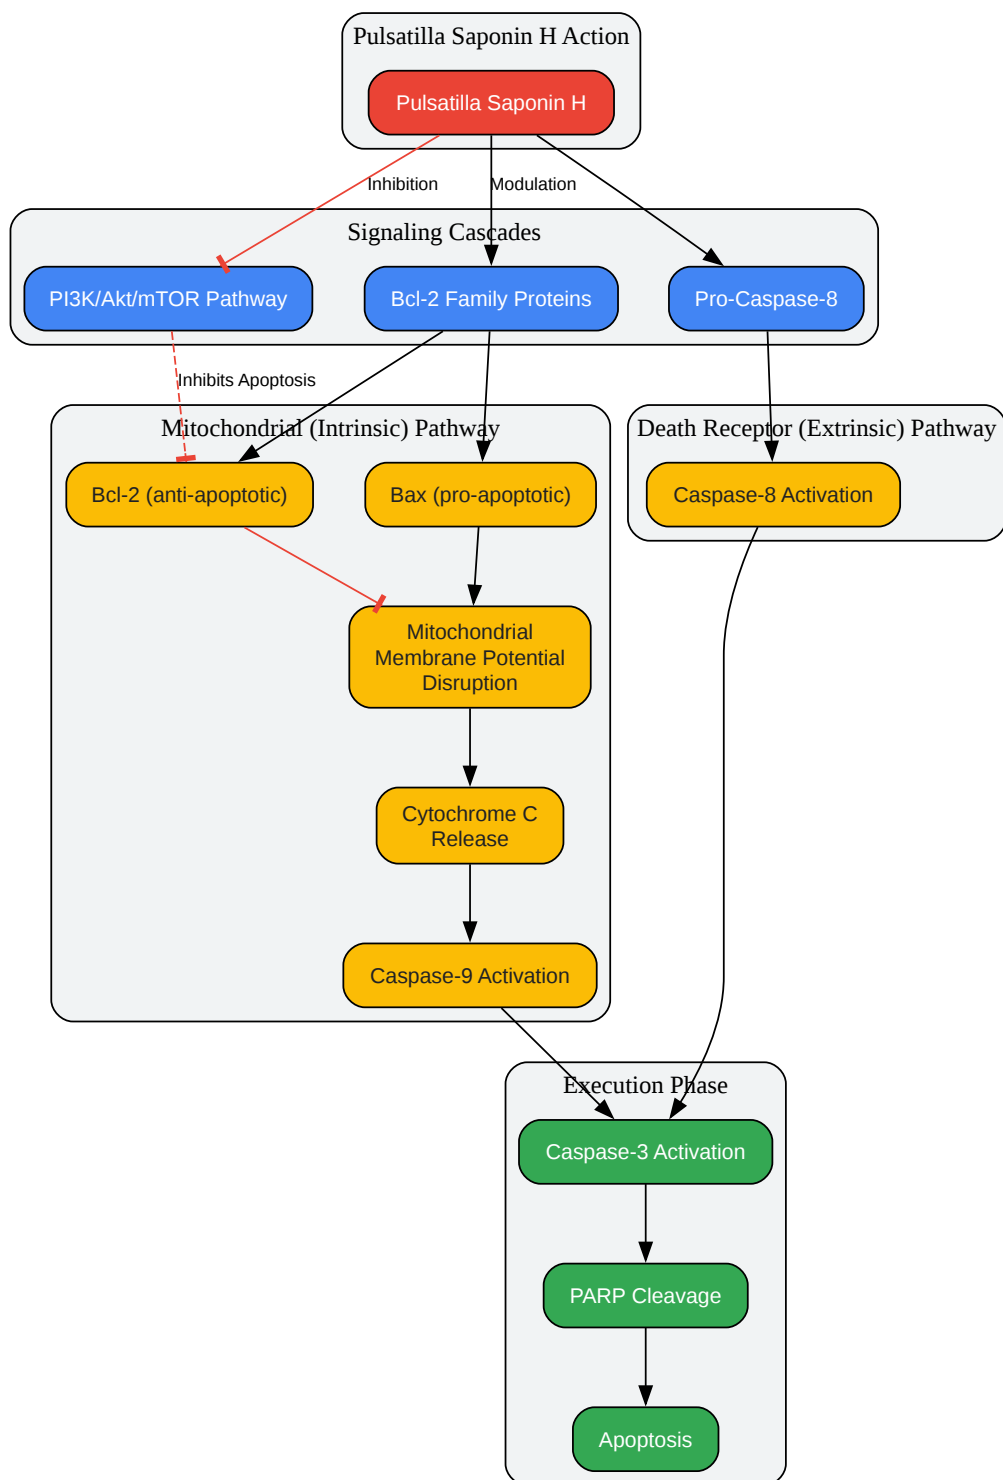 Pulsatilla Saponin H Action
Pulsatilla Saponin H
Inhibition
Modulation
Signaling Cascades
PI3K/Akt/mTOR Pathway
Bcl-2 Family Proteins
Pro-Caspase-8
Inhibits Apoptosis
Mitochondrial (Intrinsic) Pathway
Death Receptor (Extrinsic) Pathway
Bcl-2 (anti-apoptotic)
Bax (pro-apoptotic)
Caspase-8 Activation
Mitochondrial
Membrane Potential
Disruption
Cytochrome C
Release
Caspase-9 Activation
Execution Phase
Caspase-3 Activation
PARP Cleavage
Apoptosis